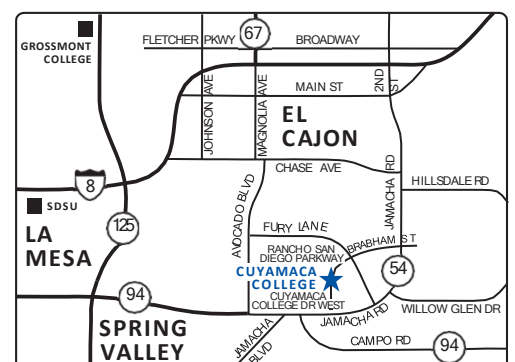 GROSSMONT
COLLEGE
FLETCHER PKWY
67
BROADWAY
JOHNSON AVE
MAGNOLIA AVE
MAIN ST
2ND ST
EL
CAJON
CHASE AVE
JAMACHA RD
HILLSDALE RD
8
SDSU
125
LA
MESA
AVOCADO BLVD
FURY LANE
RANCHO SAN
DIEGO PARKWAY
BRABHAM ST
CUYAMACA
COLLEGE
54
CUYAMACA
COLLEGE DR WEST
94
JAMACHA RD
WILLOW GLEN DR
SPRING
VALLEY
JAMACHA
BLVD
CAMPO RD
94